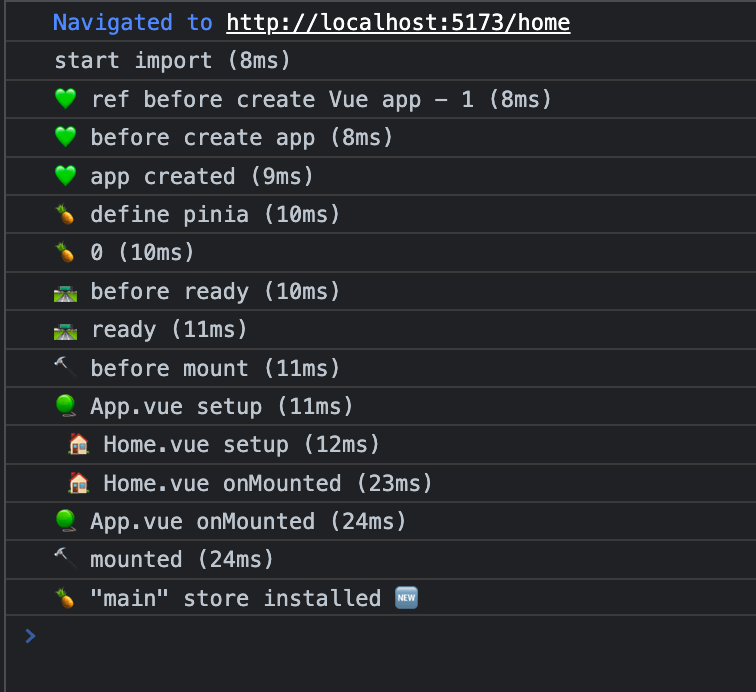 Navigated to http://localhost:5173/home
start import (8ms)
💚 ref before create Vue app - 1 (8ms)
💚 before create app (8ms)
💚 app created (9ms)
🍍 define pinia (10ms)
🍍 0 (10ms)
🛣️ before ready (10ms)
🛣️ ready (11ms)
🔨 before mount (11ms)
🟢 App.vue setup (11ms)
🏠 Home.vue setup (12ms)
🏠 Home.vue onMounted (23ms)
🟢 App.vue onMounted (24ms)
🔨 mounted (24ms)
🍍 "main" store installed 🆕
>